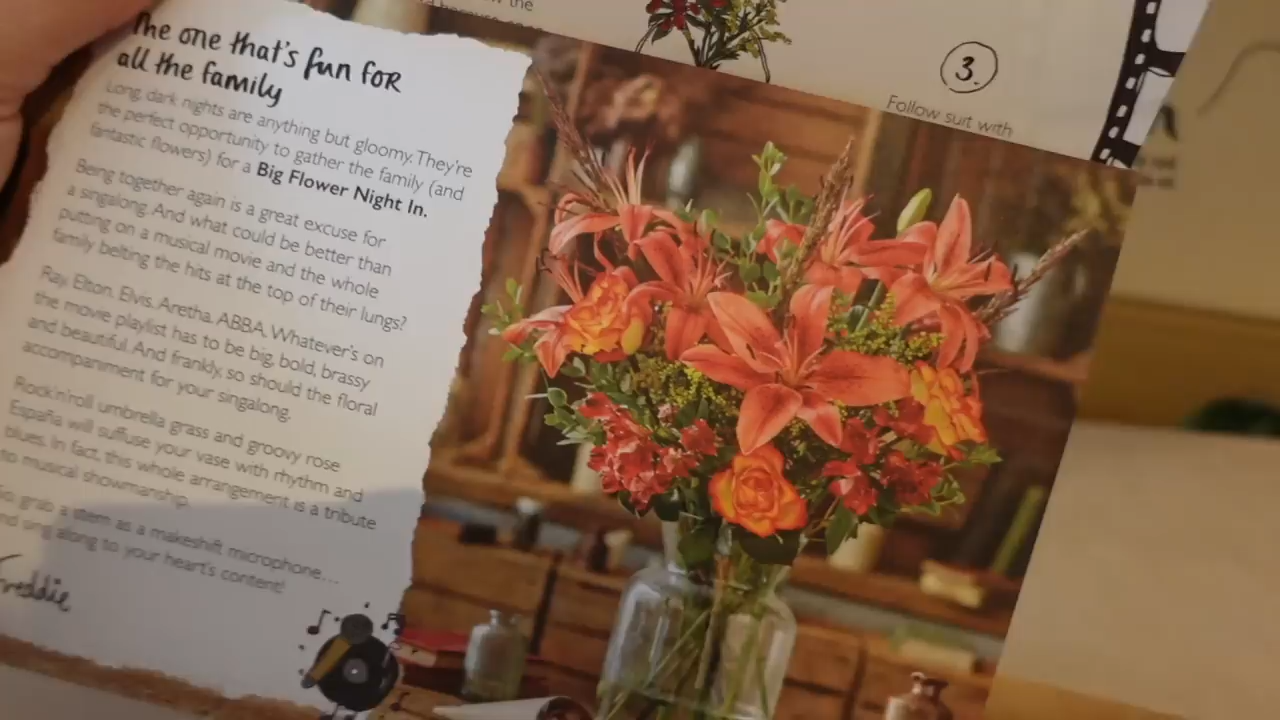 The one that's fun for
all the family
Long, dark nights are anything but gloomy. They're
the perfect opportunity to gather the family (and
fantastic flowers) for a Big Flower Night In.
Being together again is a great excuse for
a singalong. And what could be better than
putting on a musical movie and the whole
family belting the hits at the top of their lungs?
Ray, Elton, Elvis, Aretha, ABBA. Whatever's on
the movie playlist has to be big, bold, brassy
and beautiful. And frankly, so should the floral
accompaniment for your singalong.
Rock'n'roll umbrella grass and groovy rose
España will suffuse your vase with rhythm and
blues. In fact, this whole arrangement is a tribute
to musical showmanship.
So, grab a stem as a makeshift microphone…
and sing along to your heart's content!
Freddie
the
3.
Follow suit with